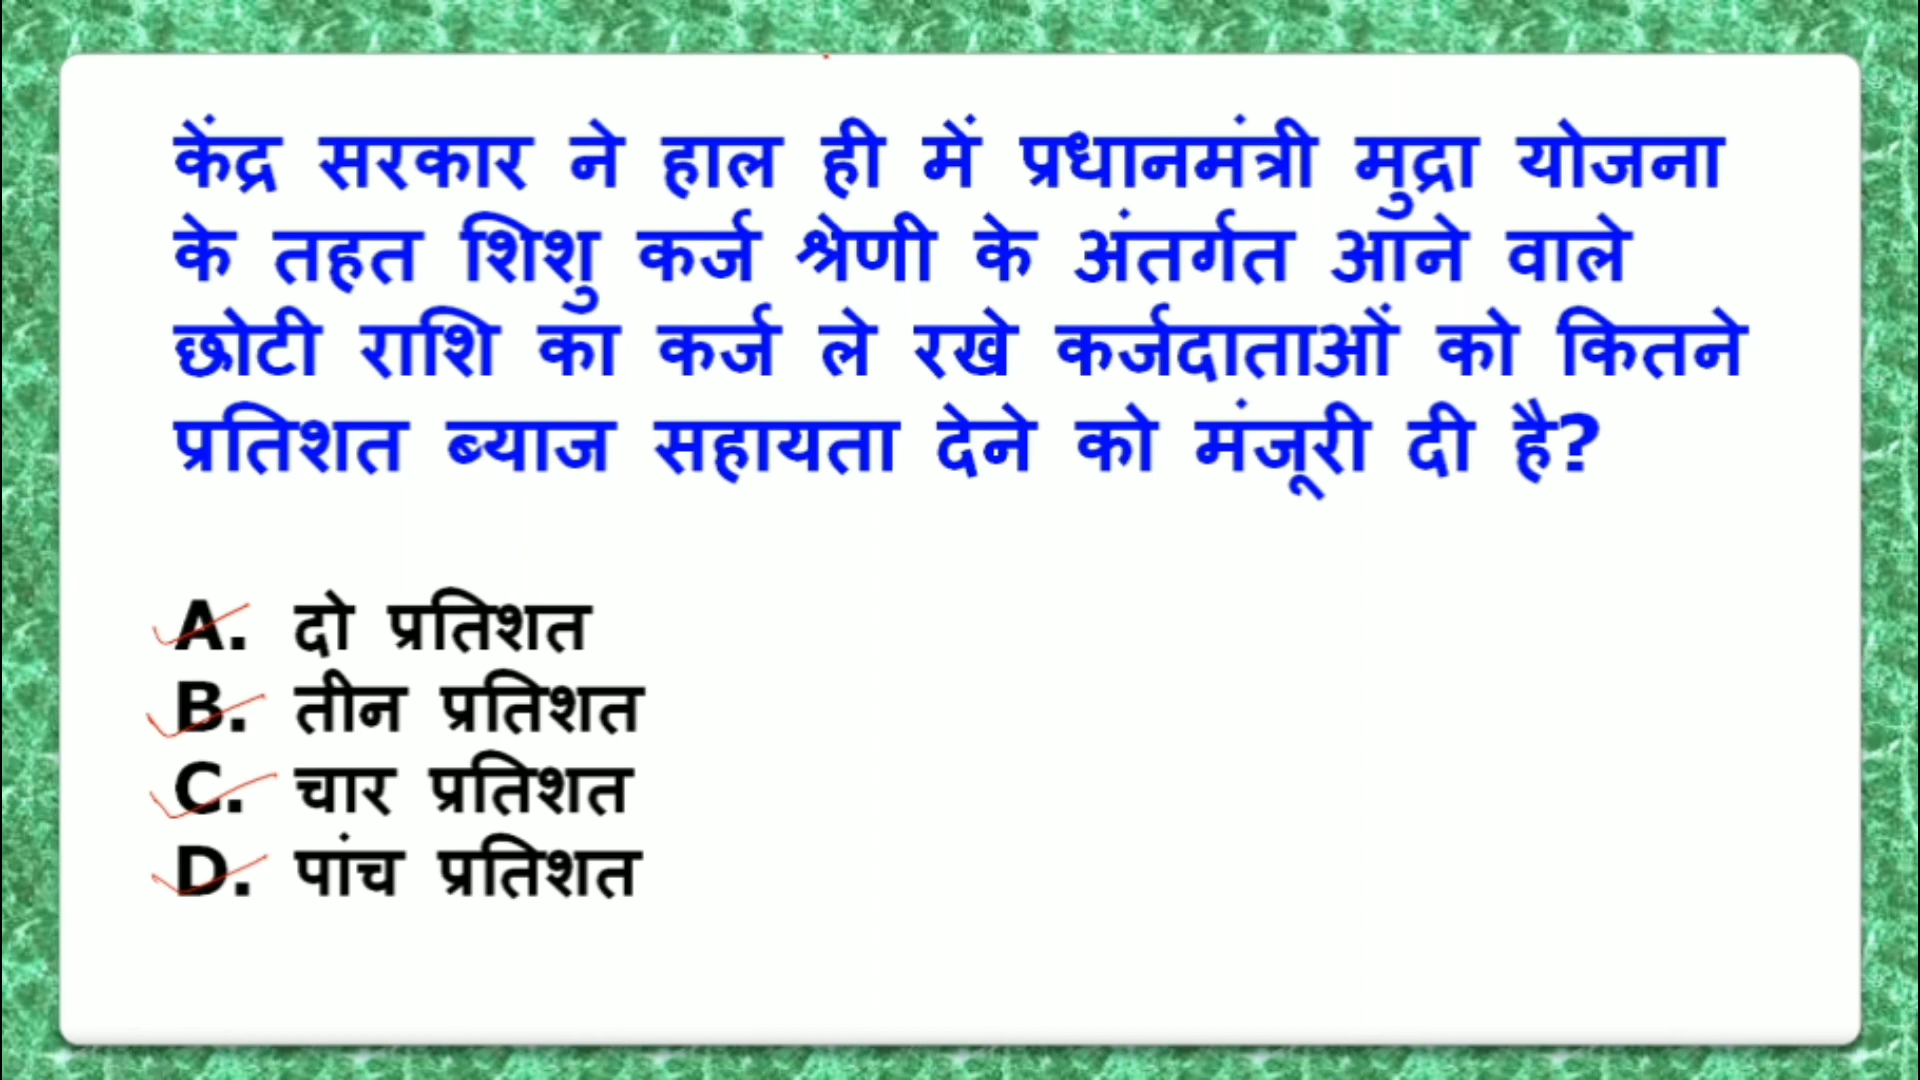 केंद्र सरकार ने हाल ही में प्रधानमंत्री मुद्रा योजना
के तहत शिशु कर्ज श्रेणी के अंतर्गत आने वाले
छोटी राशि का कर्ज ले रखे कर्जदाताओं को कितने
प्रतिशत ब्याज सहायता देने को मंजूरी दी है?
A. दो प्रतिशत
B. तीन प्रतिशत
C. चार प्रतिशत
D. पांच प्रतिशत